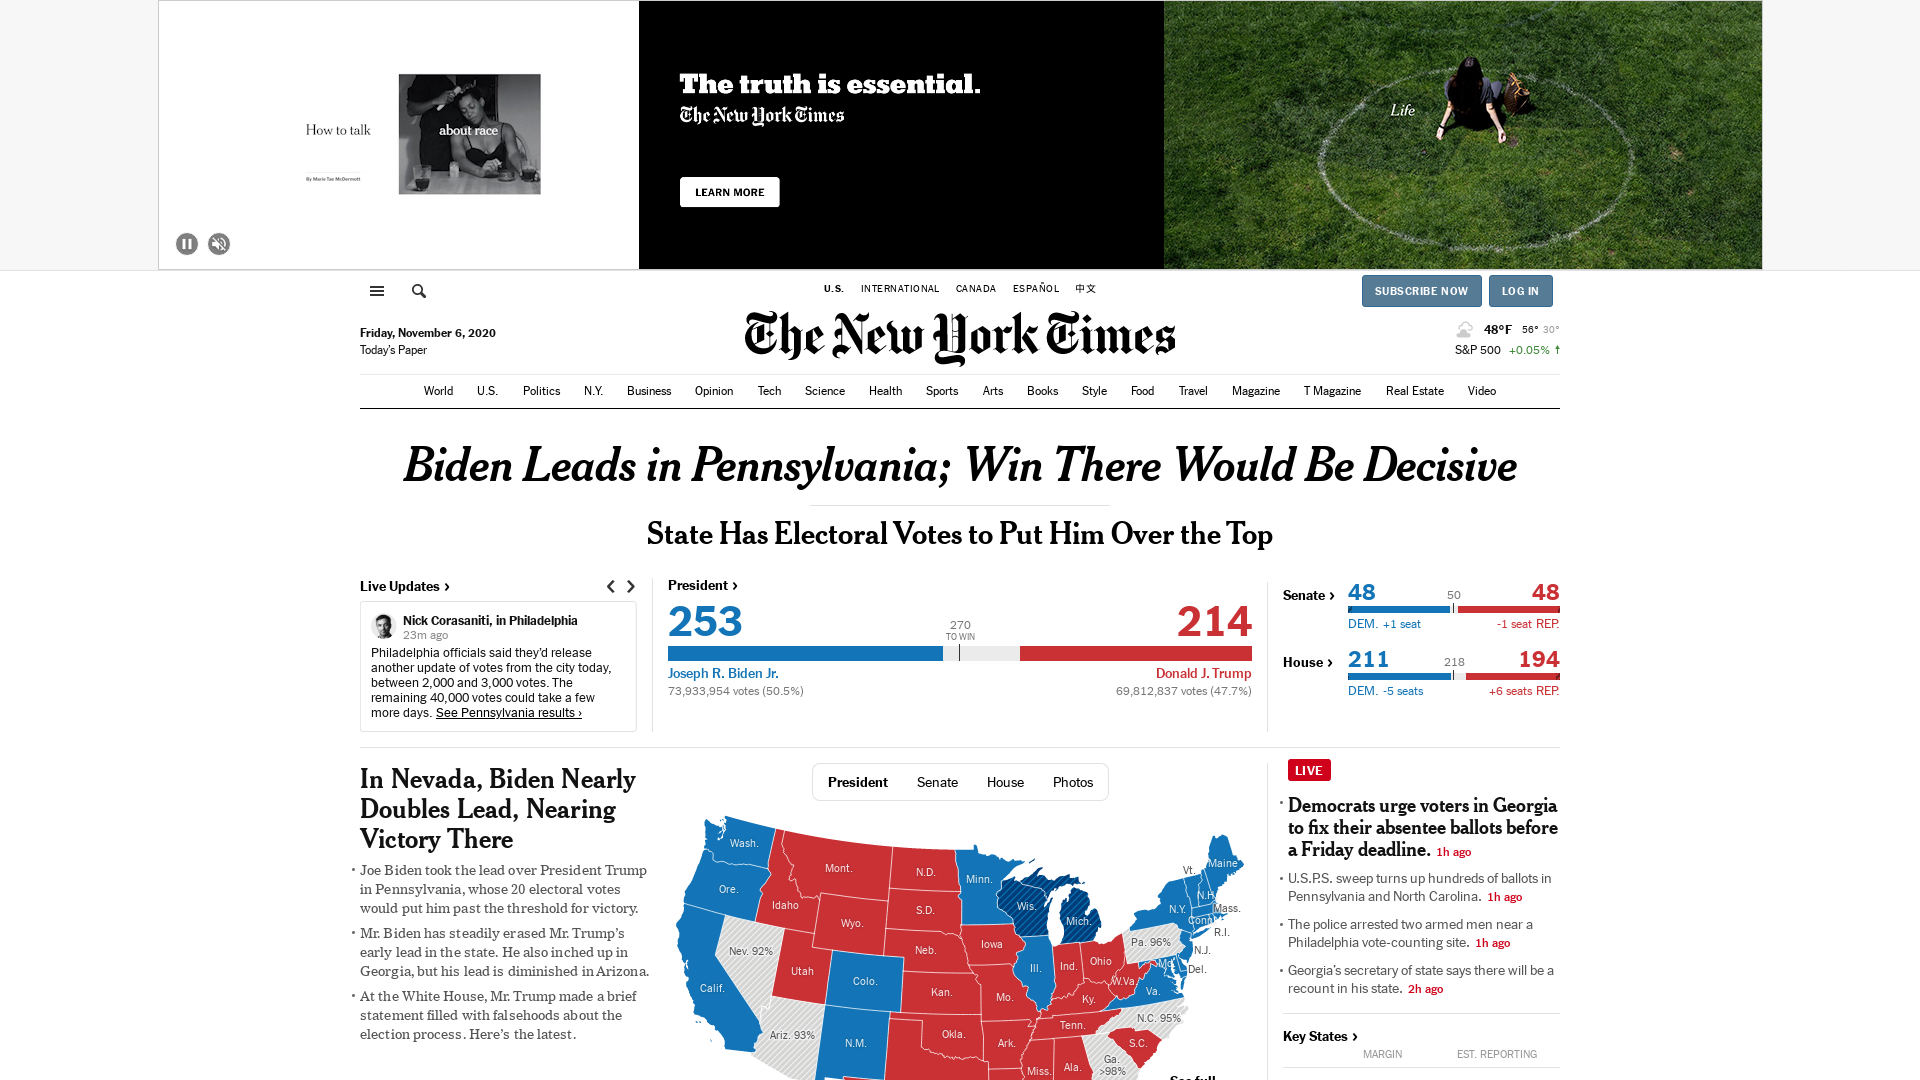 How to talk
about race
By Marie Tae McDermott
The truth is essential.
The New York Times
LEARN MORE
Life
U.S. INTERNATIONAL CANADA ESPAÑOL 中文
SUBSCRIBE NOW LOG IN
Friday, November 6, 2020
Today's Paper
The New York Times
48°F 56° 30°
S&P 500 +0.05% ↑
World U.S. Politics N.Y. Business Opinion Tech Science Health Sports Arts Books Style Food Travel Magazine T Magazine Real Estate Video
Biden Leads in Pennsylvania; Win There Would Be Decisive
State Has Electoral Votes to Put Him Over the Top
Live Updates ›
Nick Corasaniti, in Philadelphia
23m ago
Philadelphia officials said they'd release
another update of votes from the city today,
between 2,000 and 3,000 votes. The
remaining 40,000 votes could take a few
more days. See Pennsylvania results ›
President ›
253 214
270
TO WIN
Joseph R. Biden Jr. Donald J. Trump
73,933,954 votes (50.5%) 69,812,837 votes (47.7%)
Senate › 48 50 48
DEM. +1 seat -1 seat REP.
House › 211 218 194
DEM. -5 seats +6 seats REP.
In Nevada, Biden Nearly
Doubles Lead, Nearing
Victory There
• Joe Biden took the lead over President Trump
in Pennsylvania, whose 20 electoral votes
would put him past the threshold for victory.
• Mr. Biden has steadily erased Mr. Trump's
early lead in the state. He also inched up in
Georgia, but his lead is diminished in Arizona.
• At the White House, Mr. Trump made a brief
statement filled with falsehoods about the
election process. Here's the latest.
President Senate House Photos
Wash.
Mont.
N.D.
Minn.
Vt.
Maine
Ore.
Idaho
S.D.
Wis.
Mich.
N.Y.
N.H.
Mass.
Wyo.
Conn.
R.I.
Nev. 92%
Neb.
Iowa
Pa. 96%
N.J.
Utah
Colo.
Ill.
Ind.
Ohio
Md.
Del.
Calif.
Kan.
Mo.
Ky.
W.Va.
Va.
Ariz. 93%
N.M.
Okla.
Ark.
Tenn.
N.C. 95%
S.C.
Miss.
Ala.
Ga.
>98%
See full
LIVE
• Democrats urge voters in Georgia
to fix their absentee ballots before
a Friday deadline. 1h ago
• U.S.P.S. sweep turns up hundreds of ballots in
Pennsylvania and North Carolina. 1h ago
• The police arrested two armed men near a
Philadelphia vote-counting site. 1h ago
• Georgia's secretary of state says there will be a
recount in his state. 2h ago
Key States ›
MARGIN EST. REPORTING